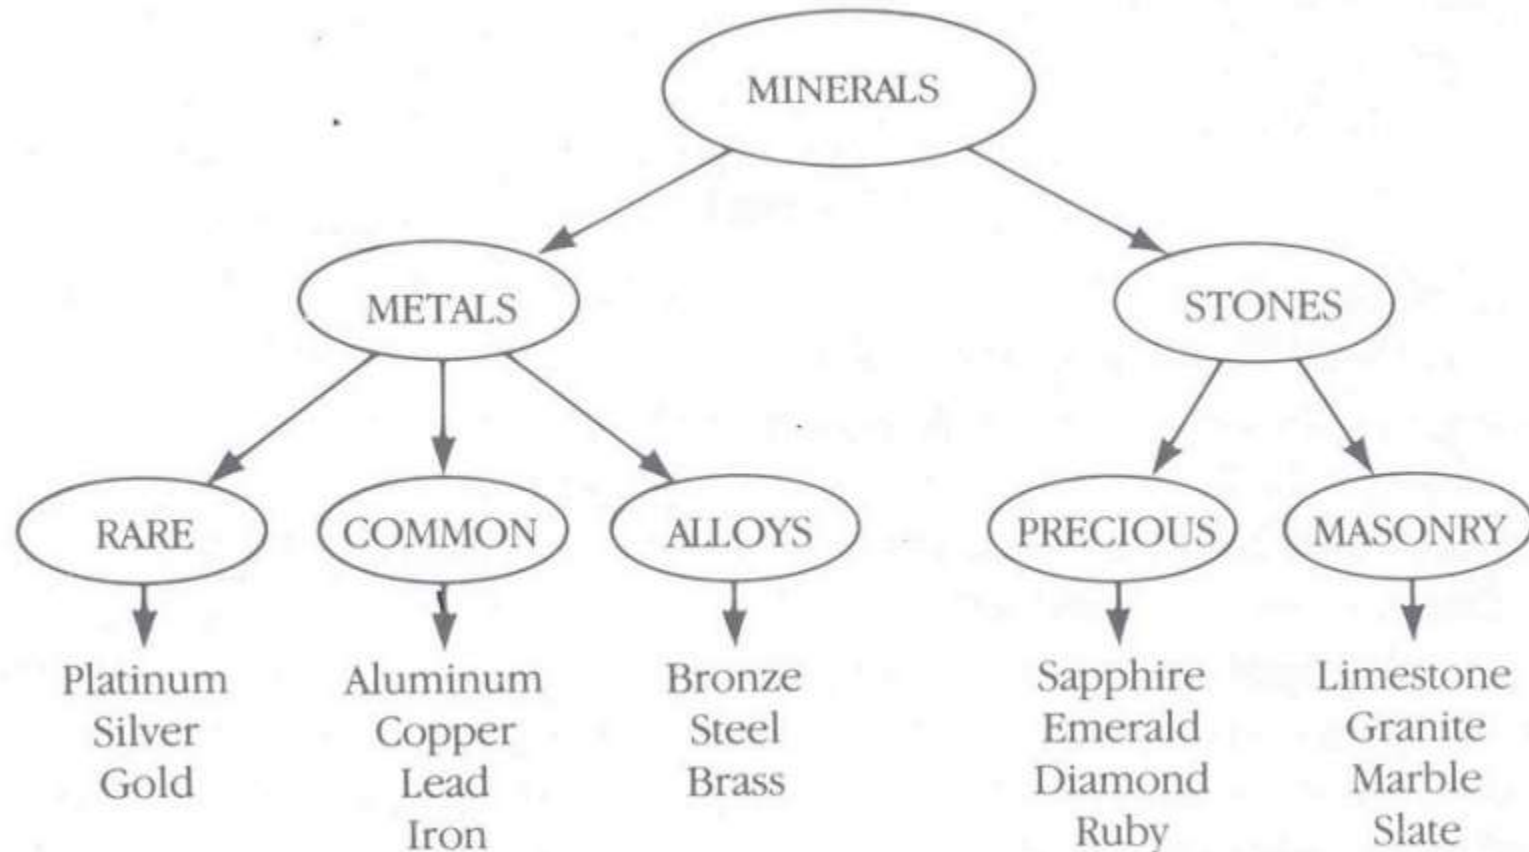 MINERALS
METALS
STONES
RARE
COMMON
ALLOYS
PRECIOUS
MASONRY
Platinum
Silver
Gold
Aluminum
Copper
Lead
Iron
Bronze
Steel
Brass
Sapphire
Emerald
Diamond
Ruby
Limestone
Granite
Marble
Slate